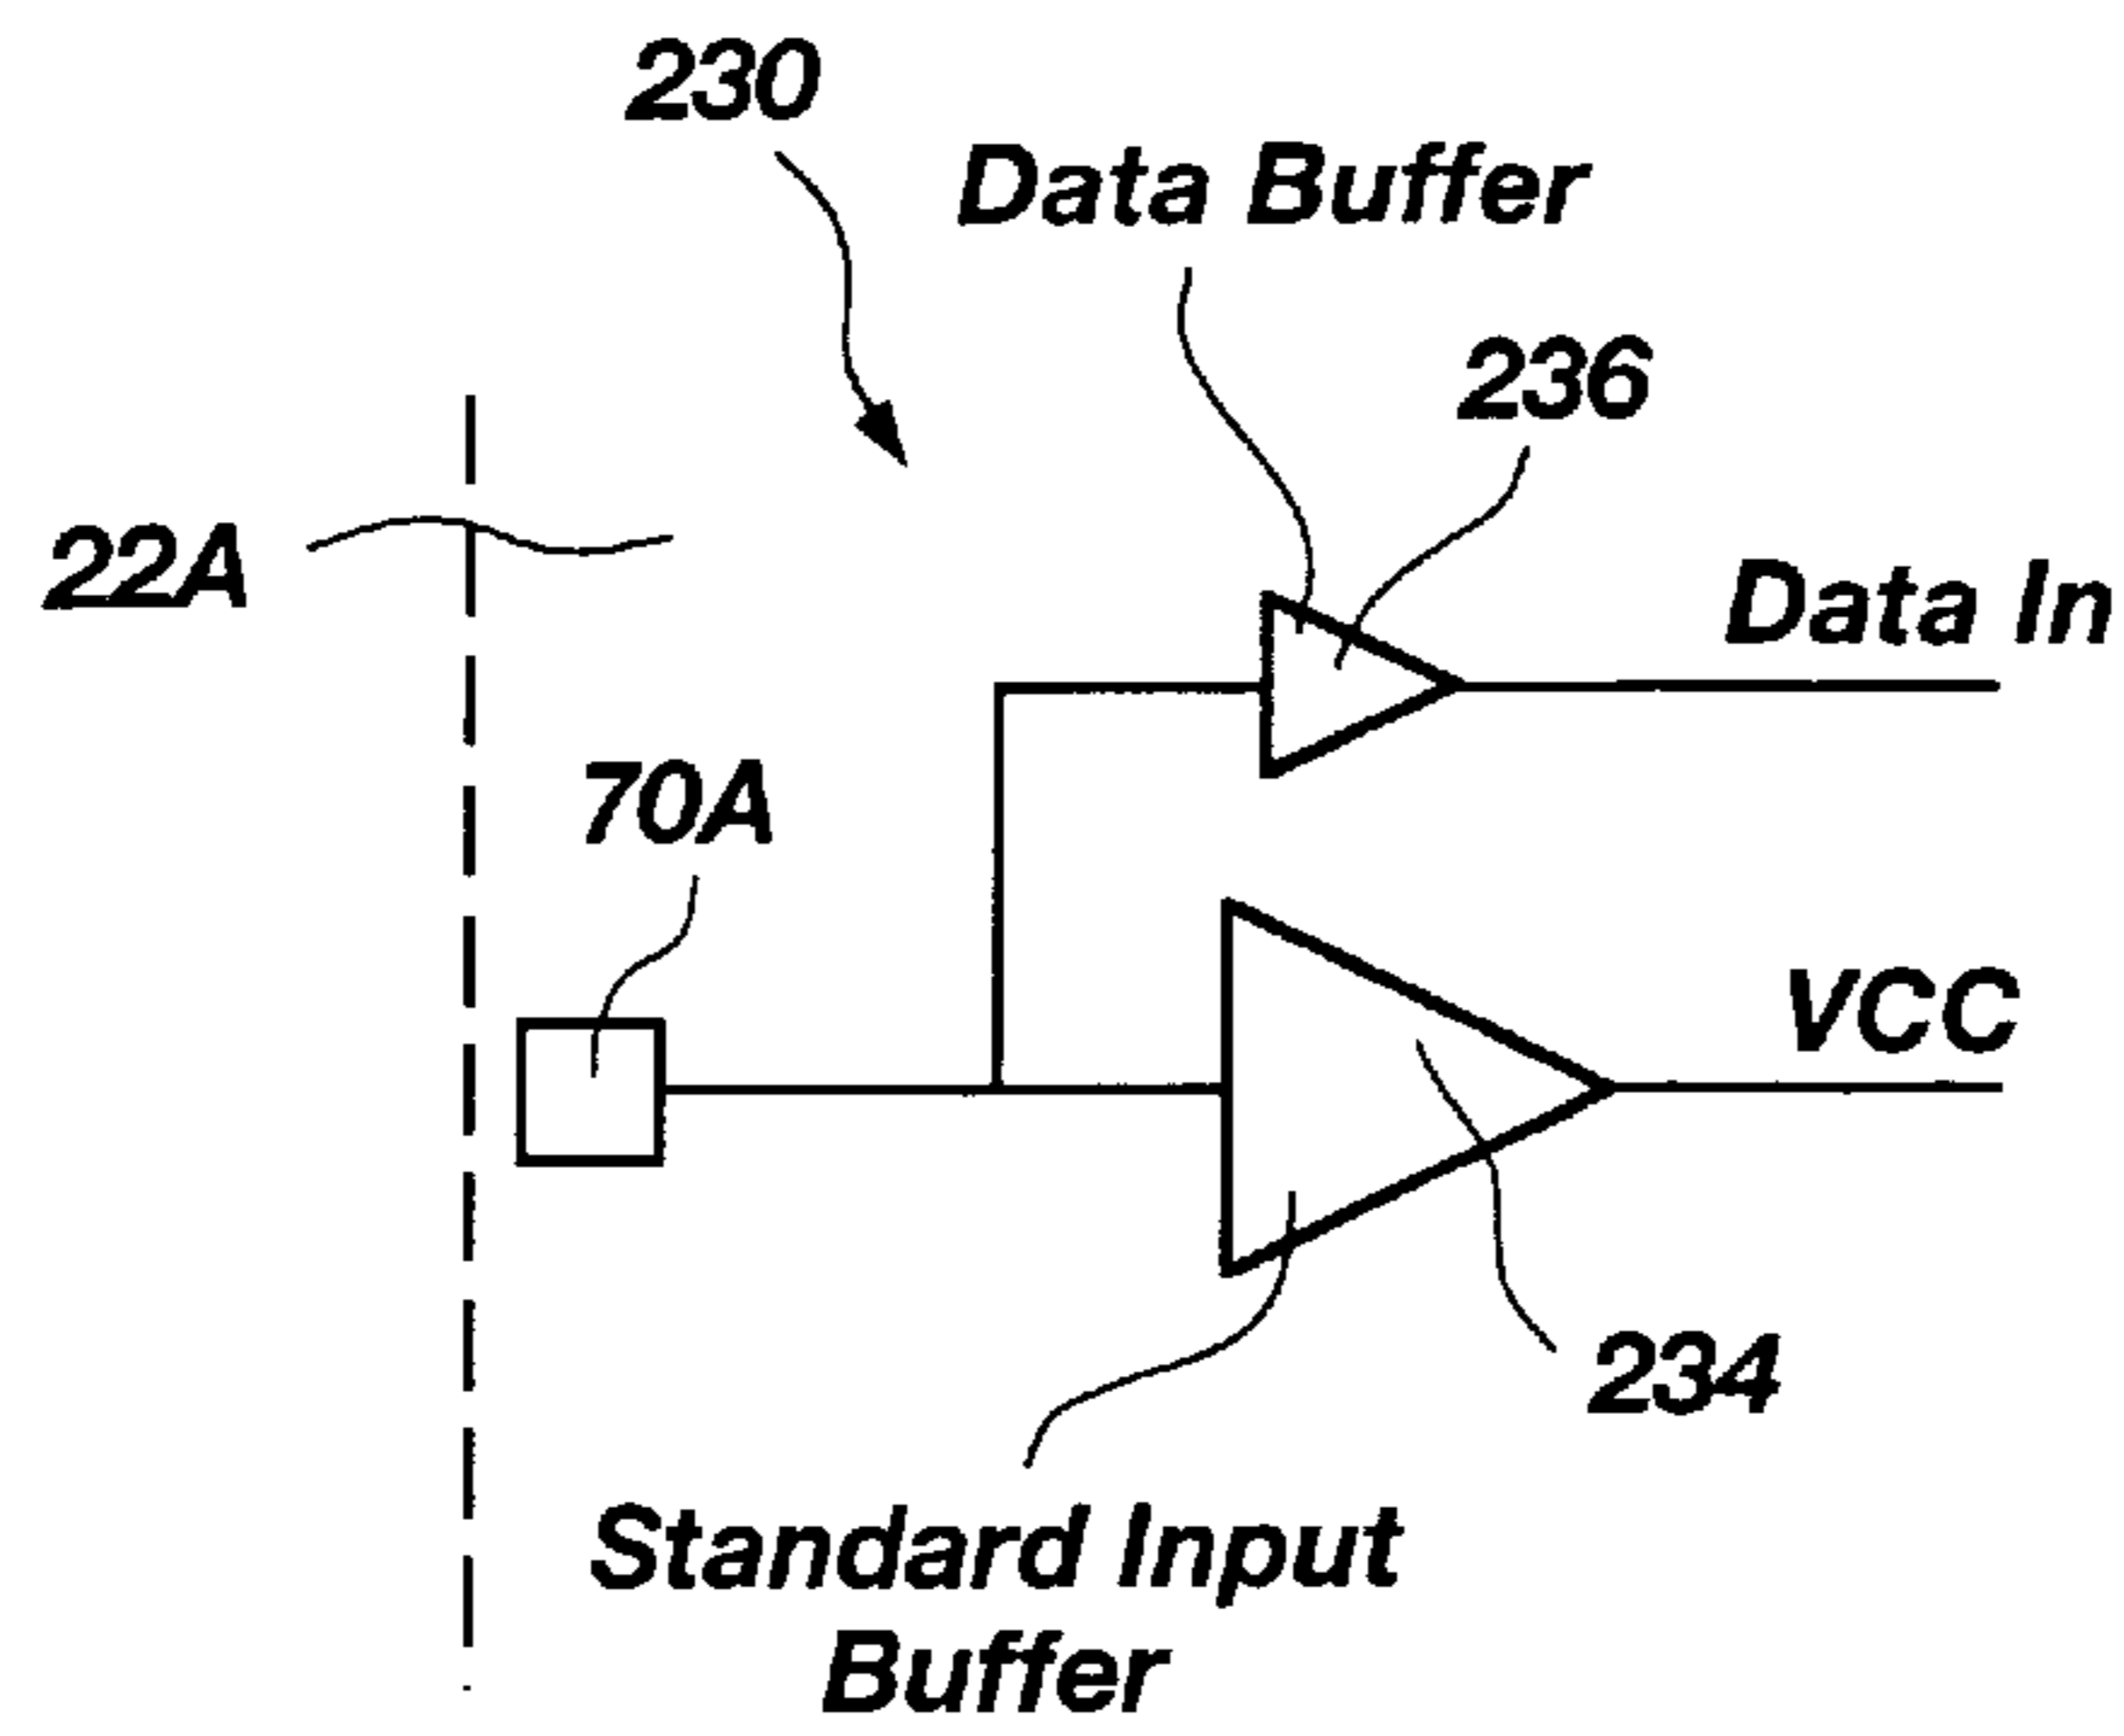 230
Data Buffer
236
22A
Data In
70A
VCC
234
Standard Input
Buffer